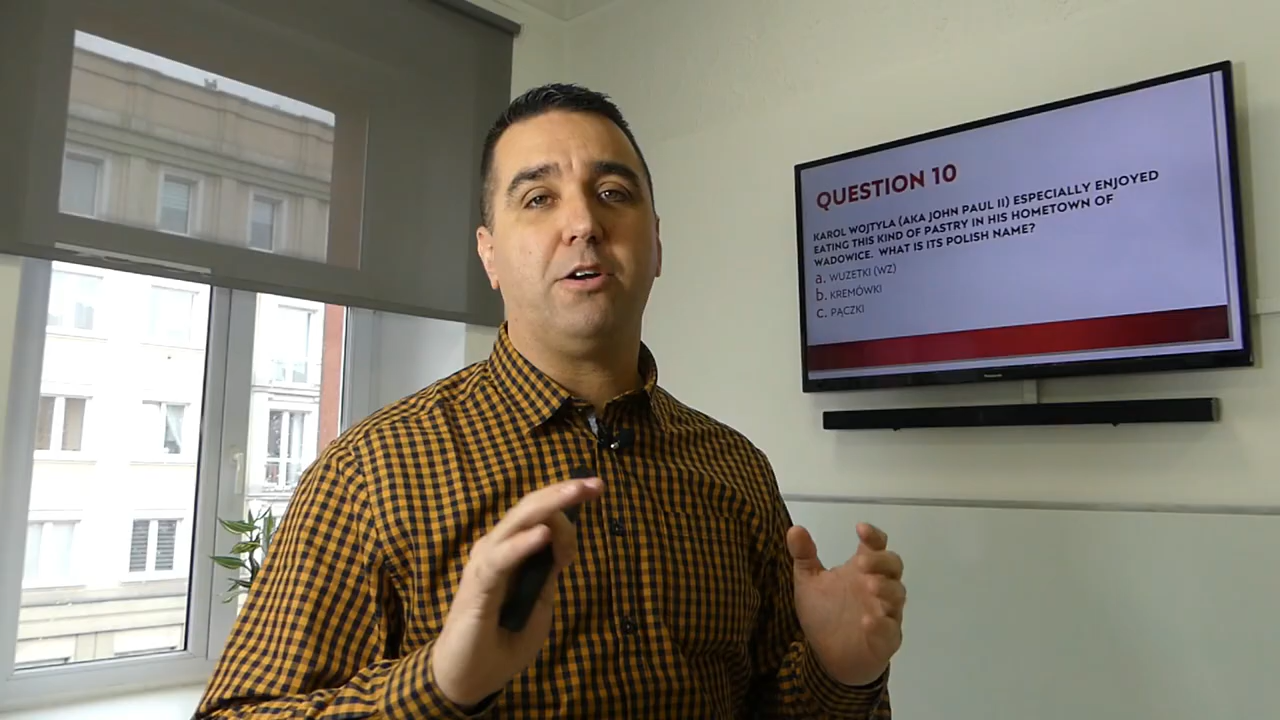 QUESTION 10
KAROL WOJTYLA (AKA JOHN PAUL II) ESPECIALLY ENJOYED
EATING THIS KIND OF PASTRY IN HIS HOMETOWN OF
WADOWICE. WHAT IS ITS POLISH NAME?
a. WUZETKI (WZ)
b. KREMÓWKI
c. PĄCZKI
Panasonic